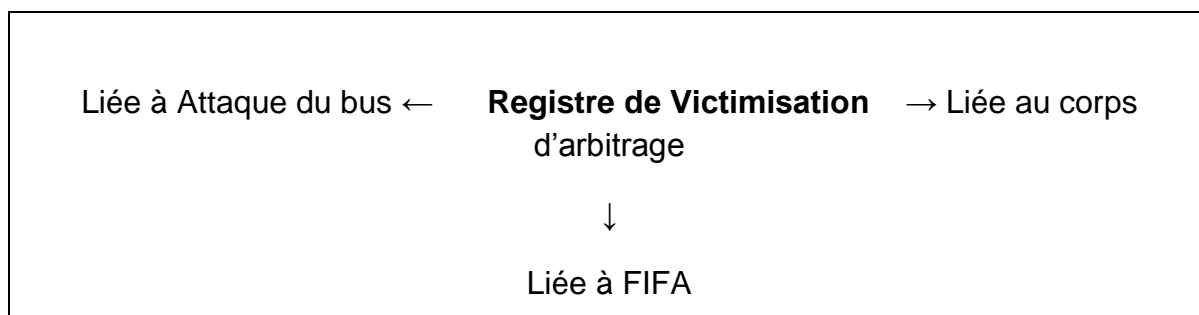 Liée à Attaque du bus ← Registre de Victimisation → Liée au corps
d’arbitrage
↓
Liée à FIFA